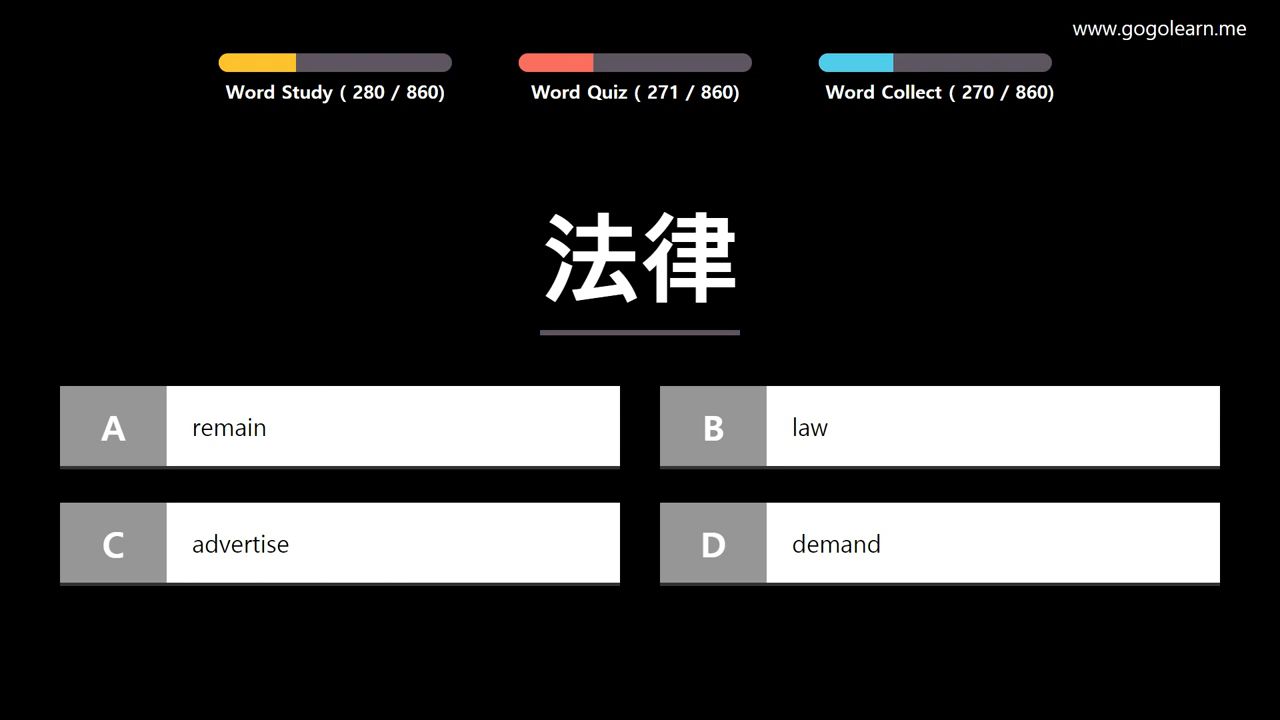 www.gogolearn.me
Word Study ( 280 / 860)
Word Quiz ( 271 / 860)
Word Collect ( 270 / 860)
法律
A remain
B law
C advertise
D demand